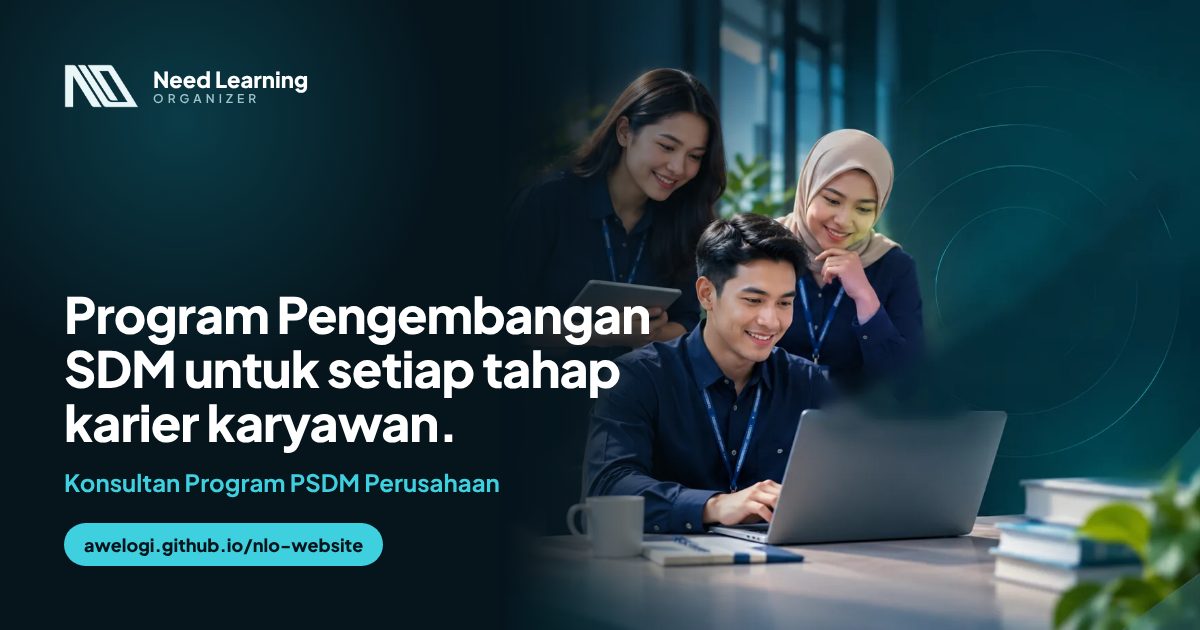 Need Learning
ORGANIZER
Program Pengembangan
SDM untuk setiap tahap
karier karyawan.
Konsultan Program PSDM Perusahaan
awelogi.github.io/nlo-website